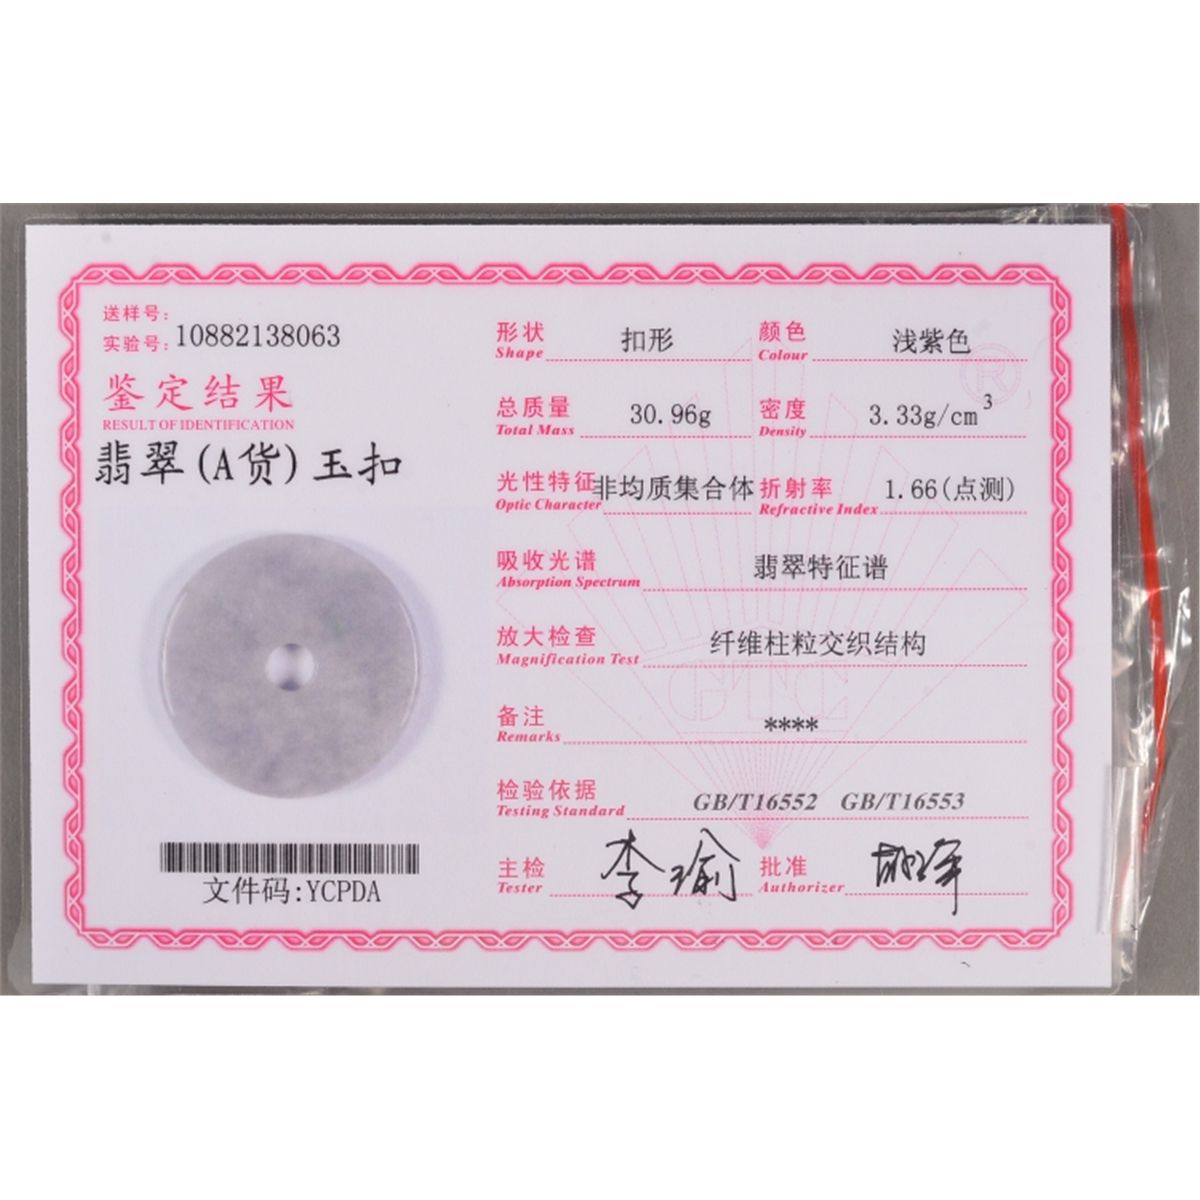 送样号:
实验号: 10882138063
鉴定结果
RESULT OF IDENTIFICATION
翡翠(A货)玉扣
文件码:YCPDA
形状 扣形 颜色 浅紫色
Shape Colour
总质量 30.96g 密度 3.33g/cm³
Total Mass Density
光性特征 非均质集合体 折射率 1.66(点测)
Optic Character Refractive Index
吸收光谱 翡翠特征谱
Absorption Spectrum
放大检查 纤维柱粒交织结构
Magnification Test
GTC
备注 ****
Remarks
检验依据 GB/T16552 GB/T16553
Testing Standard
主检 李瑜 批准
Tester Authorizer
®